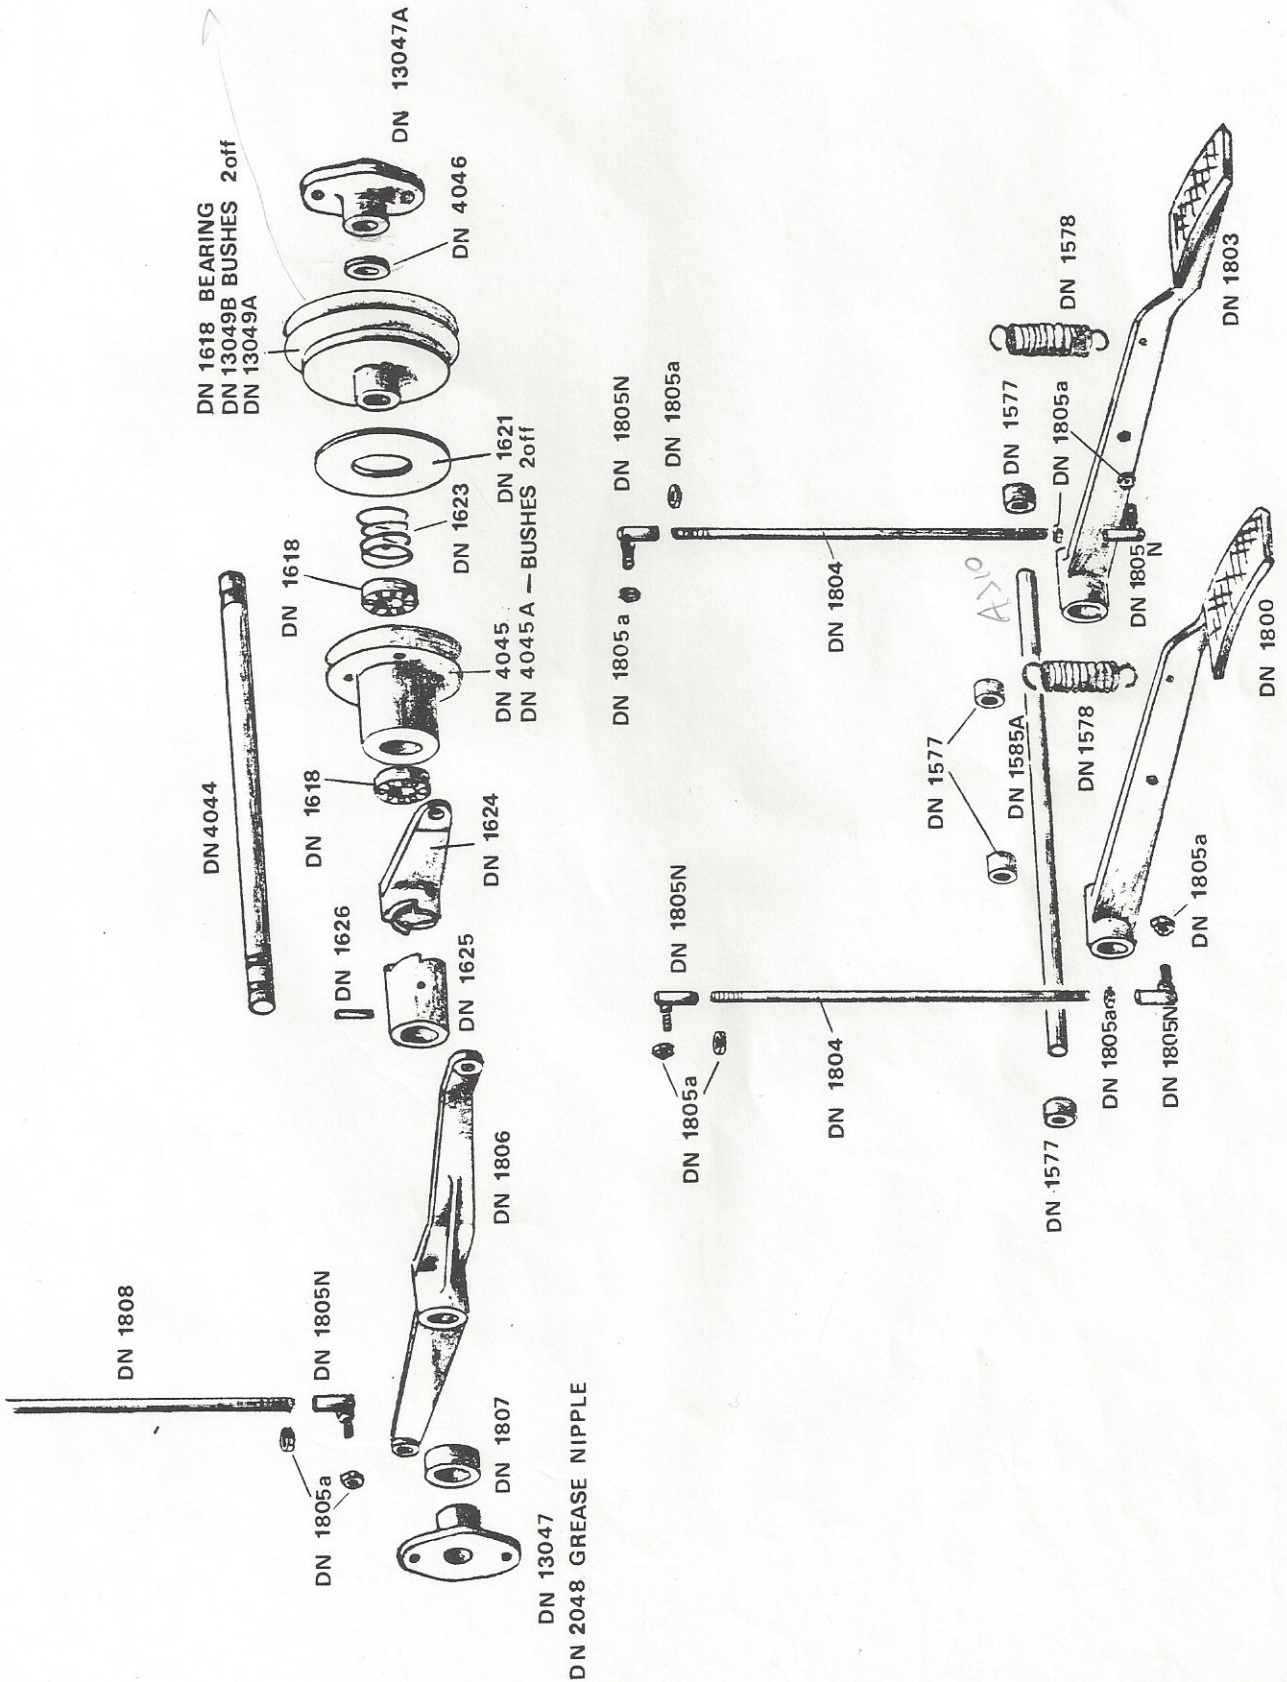 DN 1808
DN 1805N
DN 1805a
DN 13047
DN 2048 GREASE NIPPLE
DN 1807
DN 1806
DN 4044
DN 1626
DN 1625
DN 1618
DN 1624
DN 1618
DN 4045
DN 4045 A — BUSHES 2off
DN 1623
DN 1621
DN 1618 BEARING
DN 13049B BUSHES 2off
DN 13049A
DN 4046
DN 13047A
DN 1805a
DN 1805N
DN 1804
DN 1577
DN 1805a
DN 1805N
DN 1805a
DN 1577
DN 1585A
DN 1578
DN 1800
DN 1805 a
DN 1805N
DN 1805a
DN 1804
DN 1577
DN 1805a
DN 1805
N
DN 1578
DN 1803